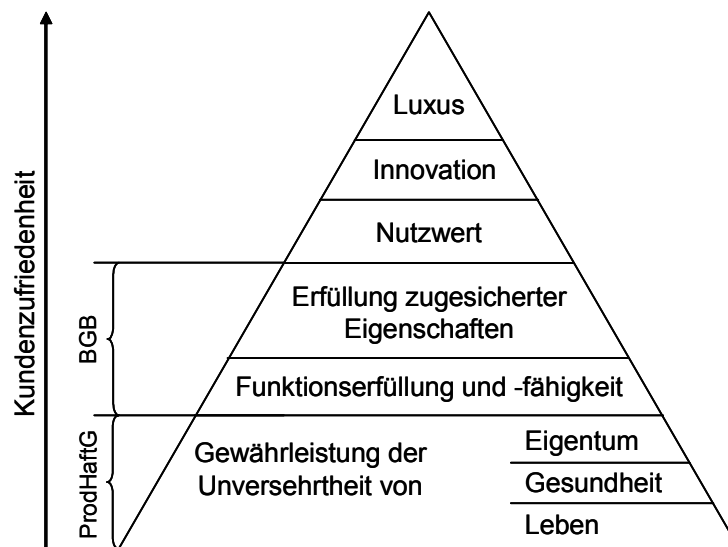 Kundenzufriedenheit
Luxus
Innovation
Nutzwert
BGB
Erfüllung zugesicherter
Eigenschaften
Funktionserfüllung und -fähigkeit
ProdHaftG
Gewährleistung der
Unversehrtheit von
Eigentum
Gesundheit
Leben